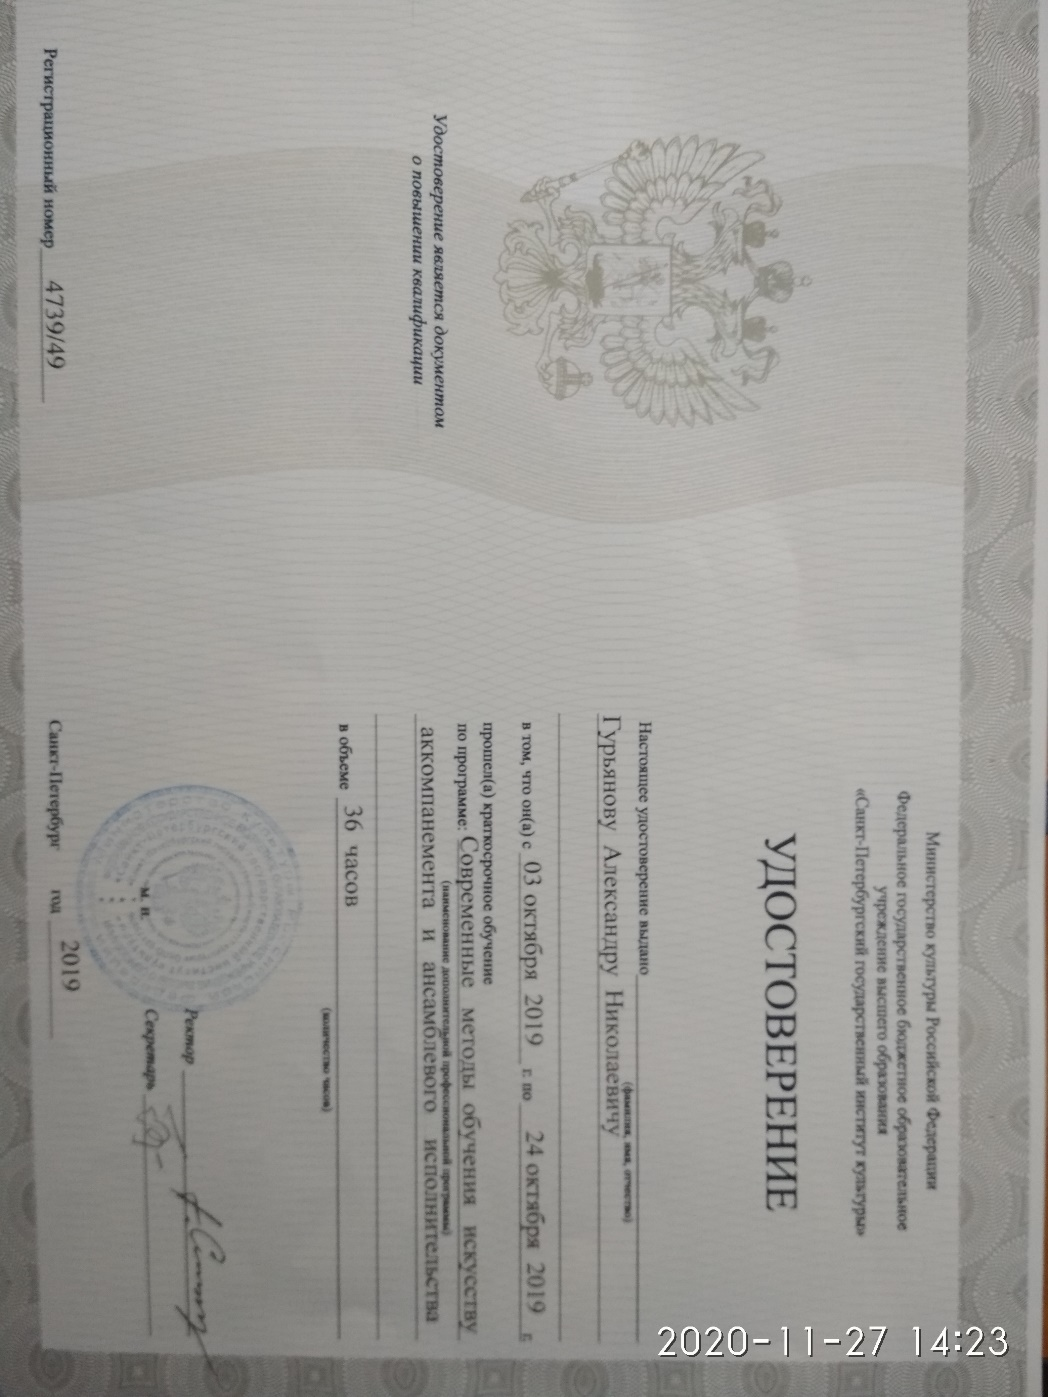 Удостоверение является документом
о повышении квалификации
Регистрационный номер 4739/49
Министерство культуры Российской Федерации
Федеральное государственное бюджетное образовательное
учреждение высшего образования
«Санкт-Петербургский государственный институт культуры»
УДОСТОВЕРЕНИЕ
Настоящее удостоверение выдано
(фамилия, имя, отчество)
Гурьянову Александру Николаевичу
в том, что он(а) с 03 октября 2019 г. по 24 октября 2019 г.
прошел(а) краткосрочное обучение
по программе: Современные методы обучения искусству
(наименование дополнительной профессиональной программы)
аккомпанемента и ансамблевого исполнительства
в объеме 36 часов
(количество часов)
Ректор
М. П.
Секретарь
Санкт-Петербург год 2019
2020-11-27 14:23